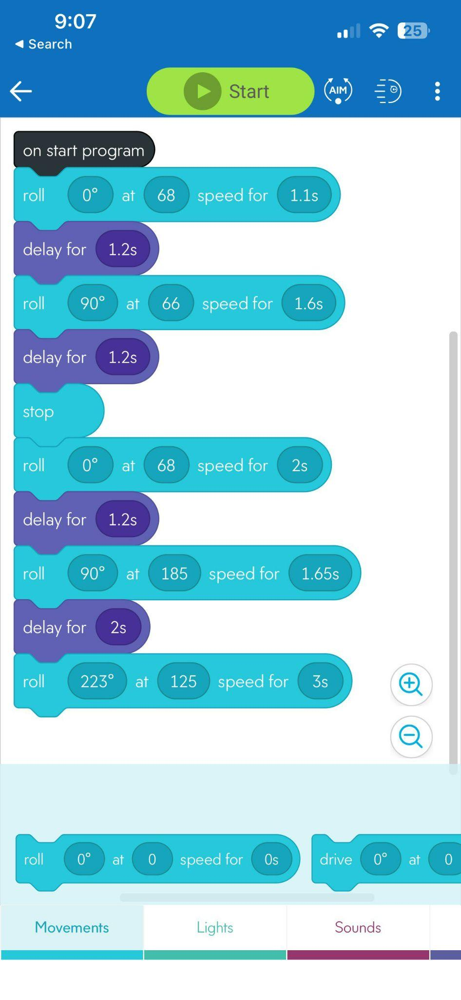 9:07
25
◀ Search
Start
AIM
on start program
roll 0° at 68 speed for 1.1s
delay for 1.2s
roll 90° at 66 speed for 1.6s
delay for 1.2s
stop
roll 0° at 68 speed for 2s
delay for 1.2s
roll 90° at 185 speed for 1.65s
delay for 2s
roll 223° at 125 speed for 3s
roll 0° at 0 speed for 0s
drive 0° at 0
Movements
Lights
Sounds